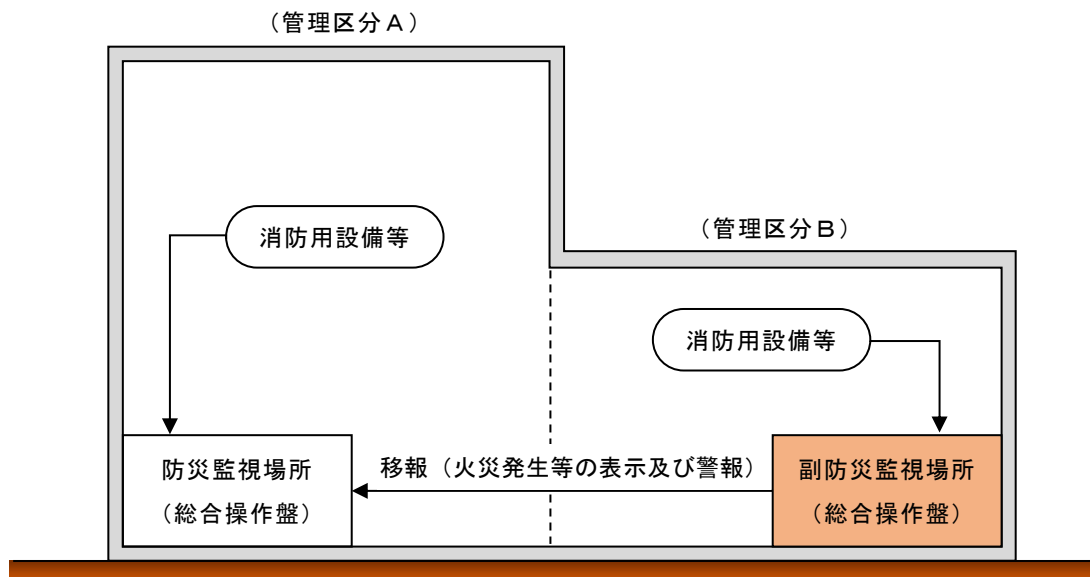 （管理区分Ａ）
（管理区分Ｂ）
消防用設備等
消防用設備等
防災監視場所
（総合操作盤）
移報（火災発生等の表示及び警報）
副防災監視場所
（総合操作盤）